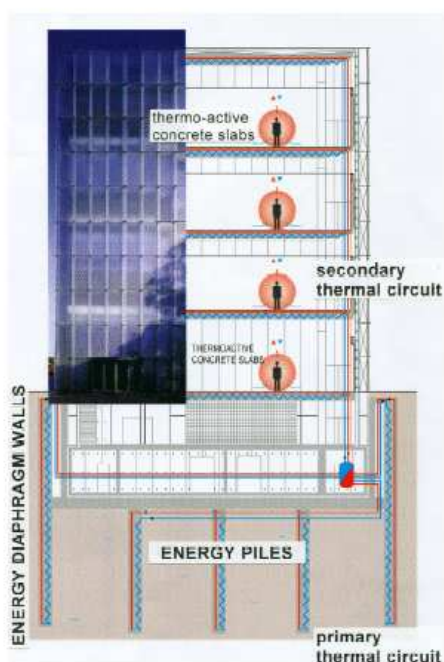 thermo-active
concrete slabs
secondary
thermal circuit
THERMOACTIVE
CONCRETE SLABS
ENERGY DIAPHRAGM WALLS
ENERGY PILES
primary
thermal circuit